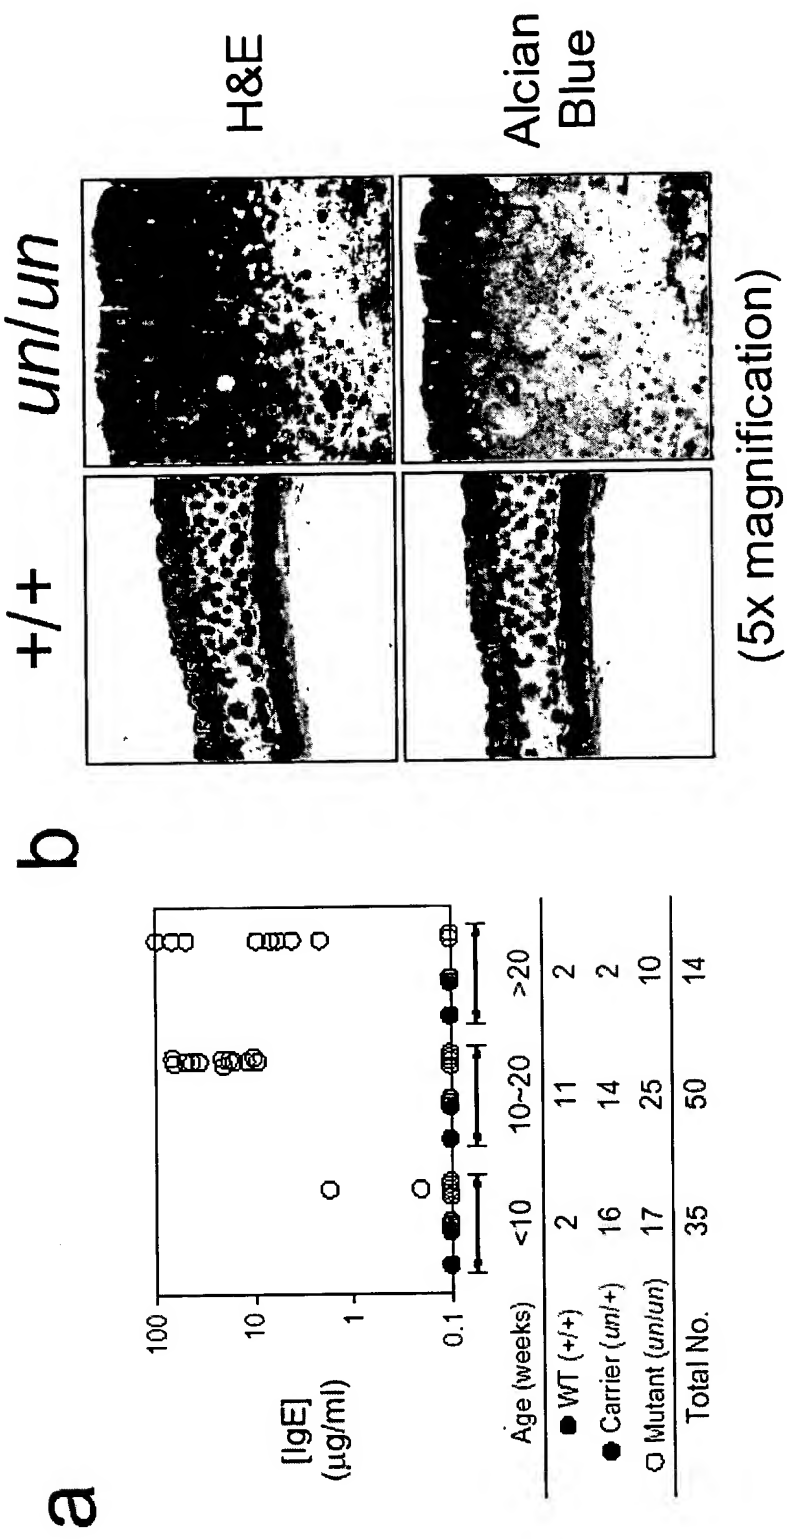 a
100
10
1
0.1
[IgE]
(µg/ml)
Age (weeks) <10 10~20 >20
WT (+/+) 2 11 2
Carrier (un/+) 16 14 2
Mutant (un/un) 17 25 10
Total No. 35 50 14
b
+/+ un/un
H&E
Alcian
Blue
(5x magnification)